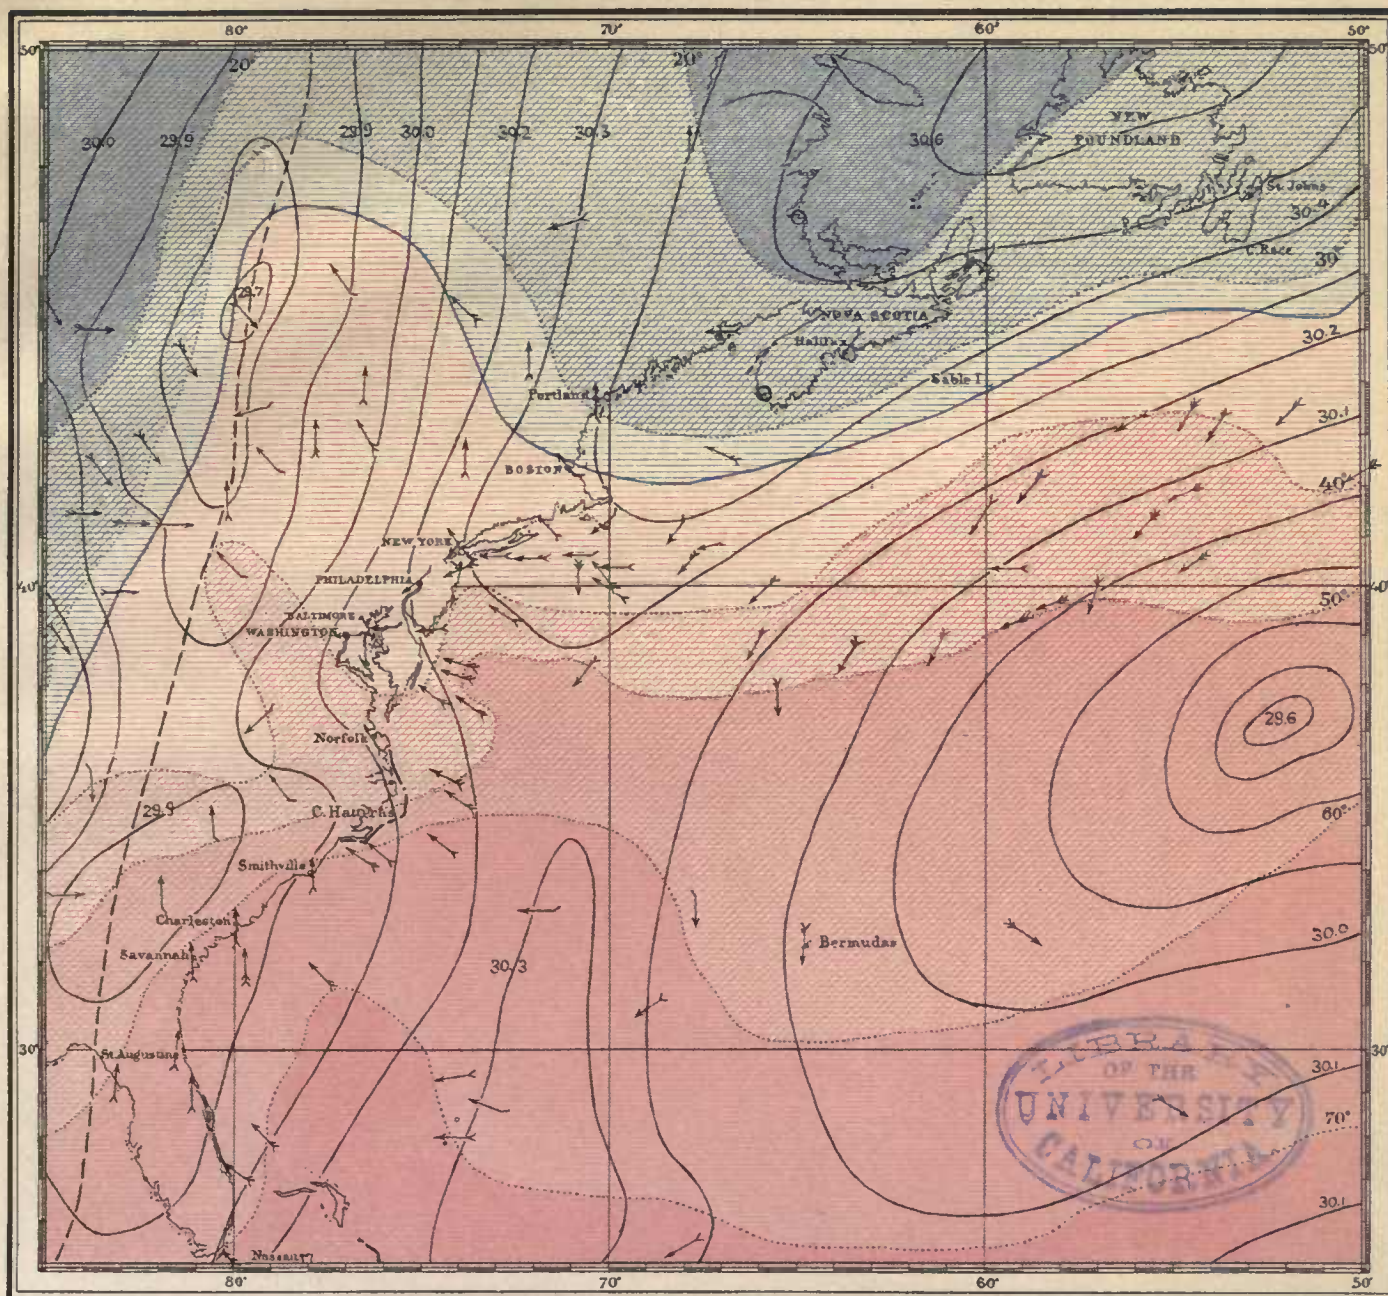 80° 70° 60° 50°
50° 20° 20° 50°
30.0 29.9 29.9 30.0 30.2 30.3 30.6
NEW
FOUNDLAND
St. Johns
30.4
C. Race
30°
29.7
NOVA SCOTIA
Halifax
30.2
Sable I.
Portland
30.1
BOSTON
40°
NEW YORK
PHILADELPHIA
40° 40°
50°
BALTIMORE
WASHINGTON
29.6
Norfolk
29.9
C. Hatteras
60°
Smithville
Charleston
Savannah
Bermudas
30.0
30.3
30° 30°
St. Augustine
30.1
70°
LIBRARY
OF THE
UNIVERSITY
OF
CALIFORNIA
30.1
Nassau
80° 70° 60° 50°